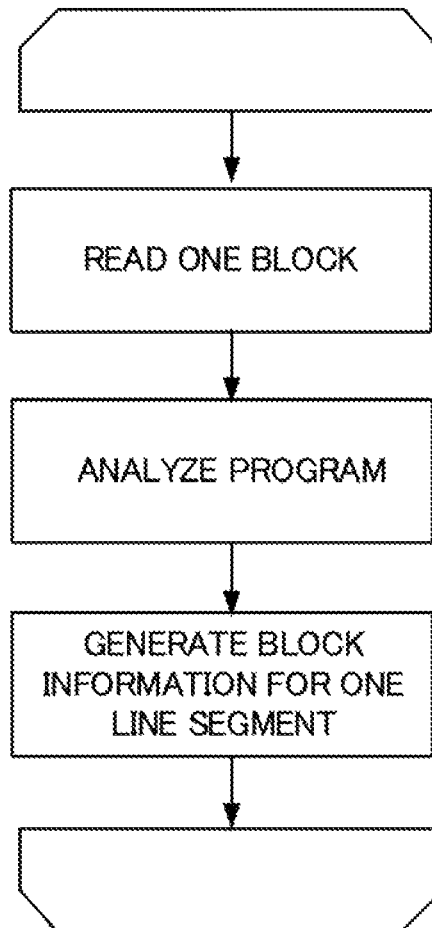 READ ONE BLOCK
ANALYZE PROGRAM
GENERATE BLOCK
INFORMATION FOR ONE
LINE SEGMENT